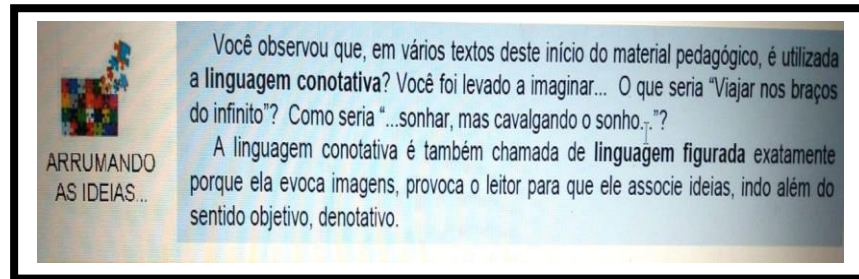 Você observou que, em vários textos deste início do material pedagógico, é utilizada
a linguagem conotativa? Você foi levado a imaginar... O que seria “Viajar nos braços
do infinito”? Como seria “...sonhar, mas cavalgando o sonho...”?
A linguagem conotativa é também chamada de linguagem figurada exatamente
porque ela evoca imagens, provoca o leitor para que ele associe ideias, indo além do
sentido objetivo, denotativo.
ARRUMANDO
AS IDEIAS...